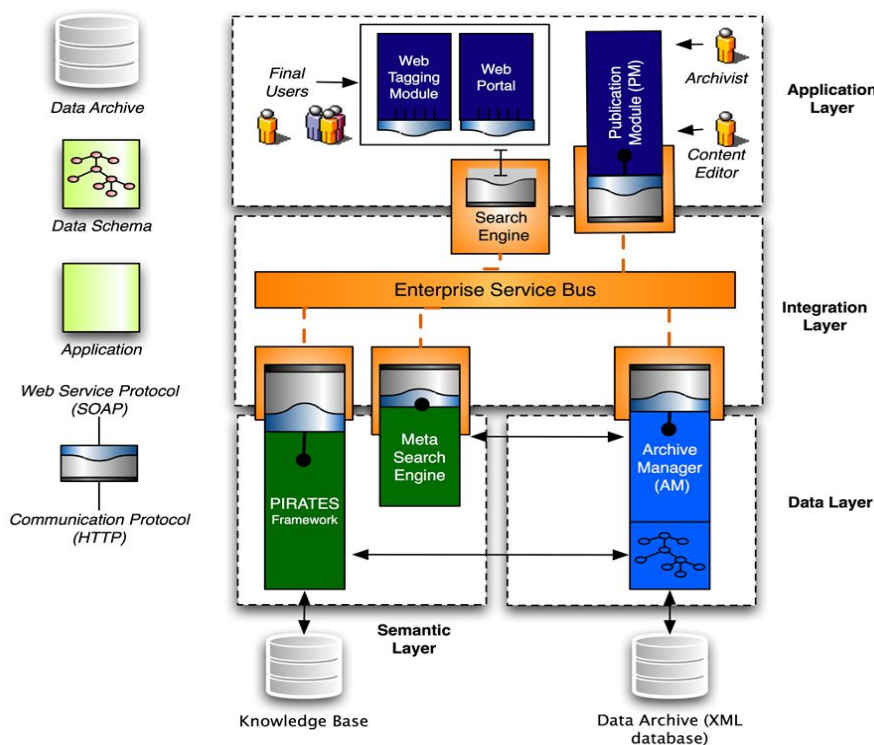 Data Archive
Data Schema
Application
Web Service Protocol
(SOAP)
Communication Protocol
(HTTP)
Final
Users
Web
Tagging
Module
Web
Portal
Publication
Module (PM)
Archivist
Content
Editor
Application
Layer
Search
Engine
Enterprise Service Bus
Integration
Layer
PIRATES
Framework
Meta
Search
Engine
Archive
Manager
(AM)
Data Layer
Semantic
Layer
Knowledge Base
Data Archive (XML
database)